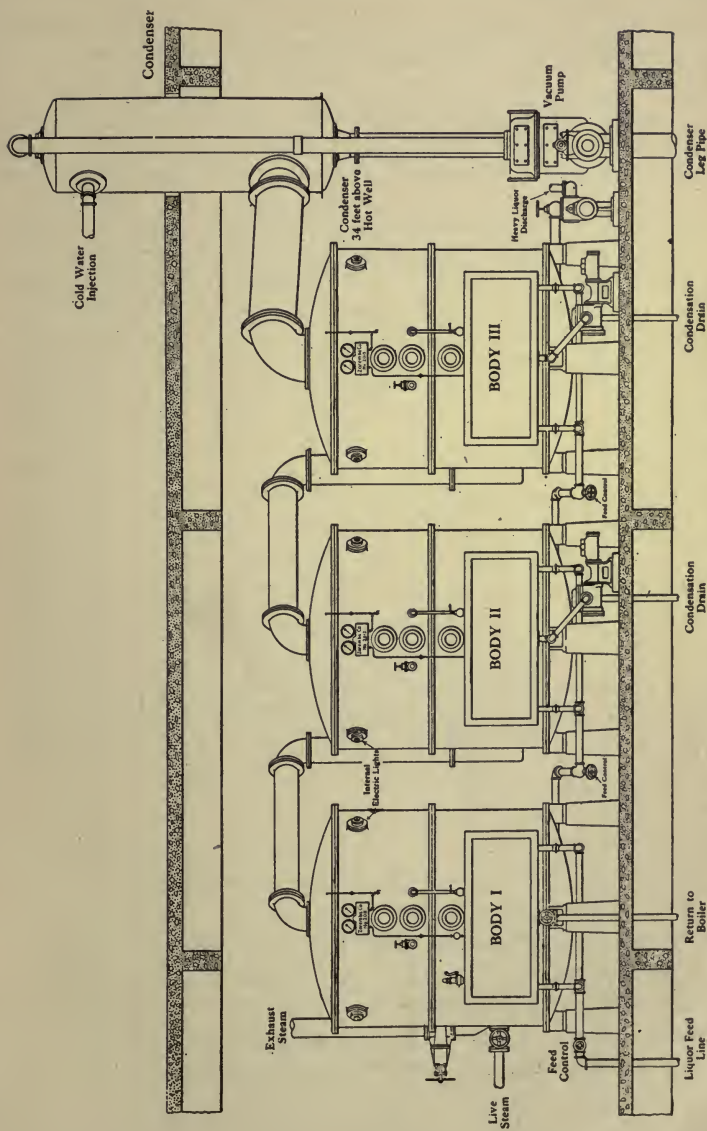 Condenser
Cold Water
Injection
Condenser
34 feet above
Hot Well
Vacuum
Pump
Heavy Liquor
Discharge
Exhaust
Steam
Internal
Electric Lights
BODY I
BODY II
BODY III
Live
Steam
Feed
Control
Feed Control
Feed Control
Liquor Feed
Line
Return to
Boiler
Condensation
Drain
Condensation
Drain
Condenser
Leg Pipe